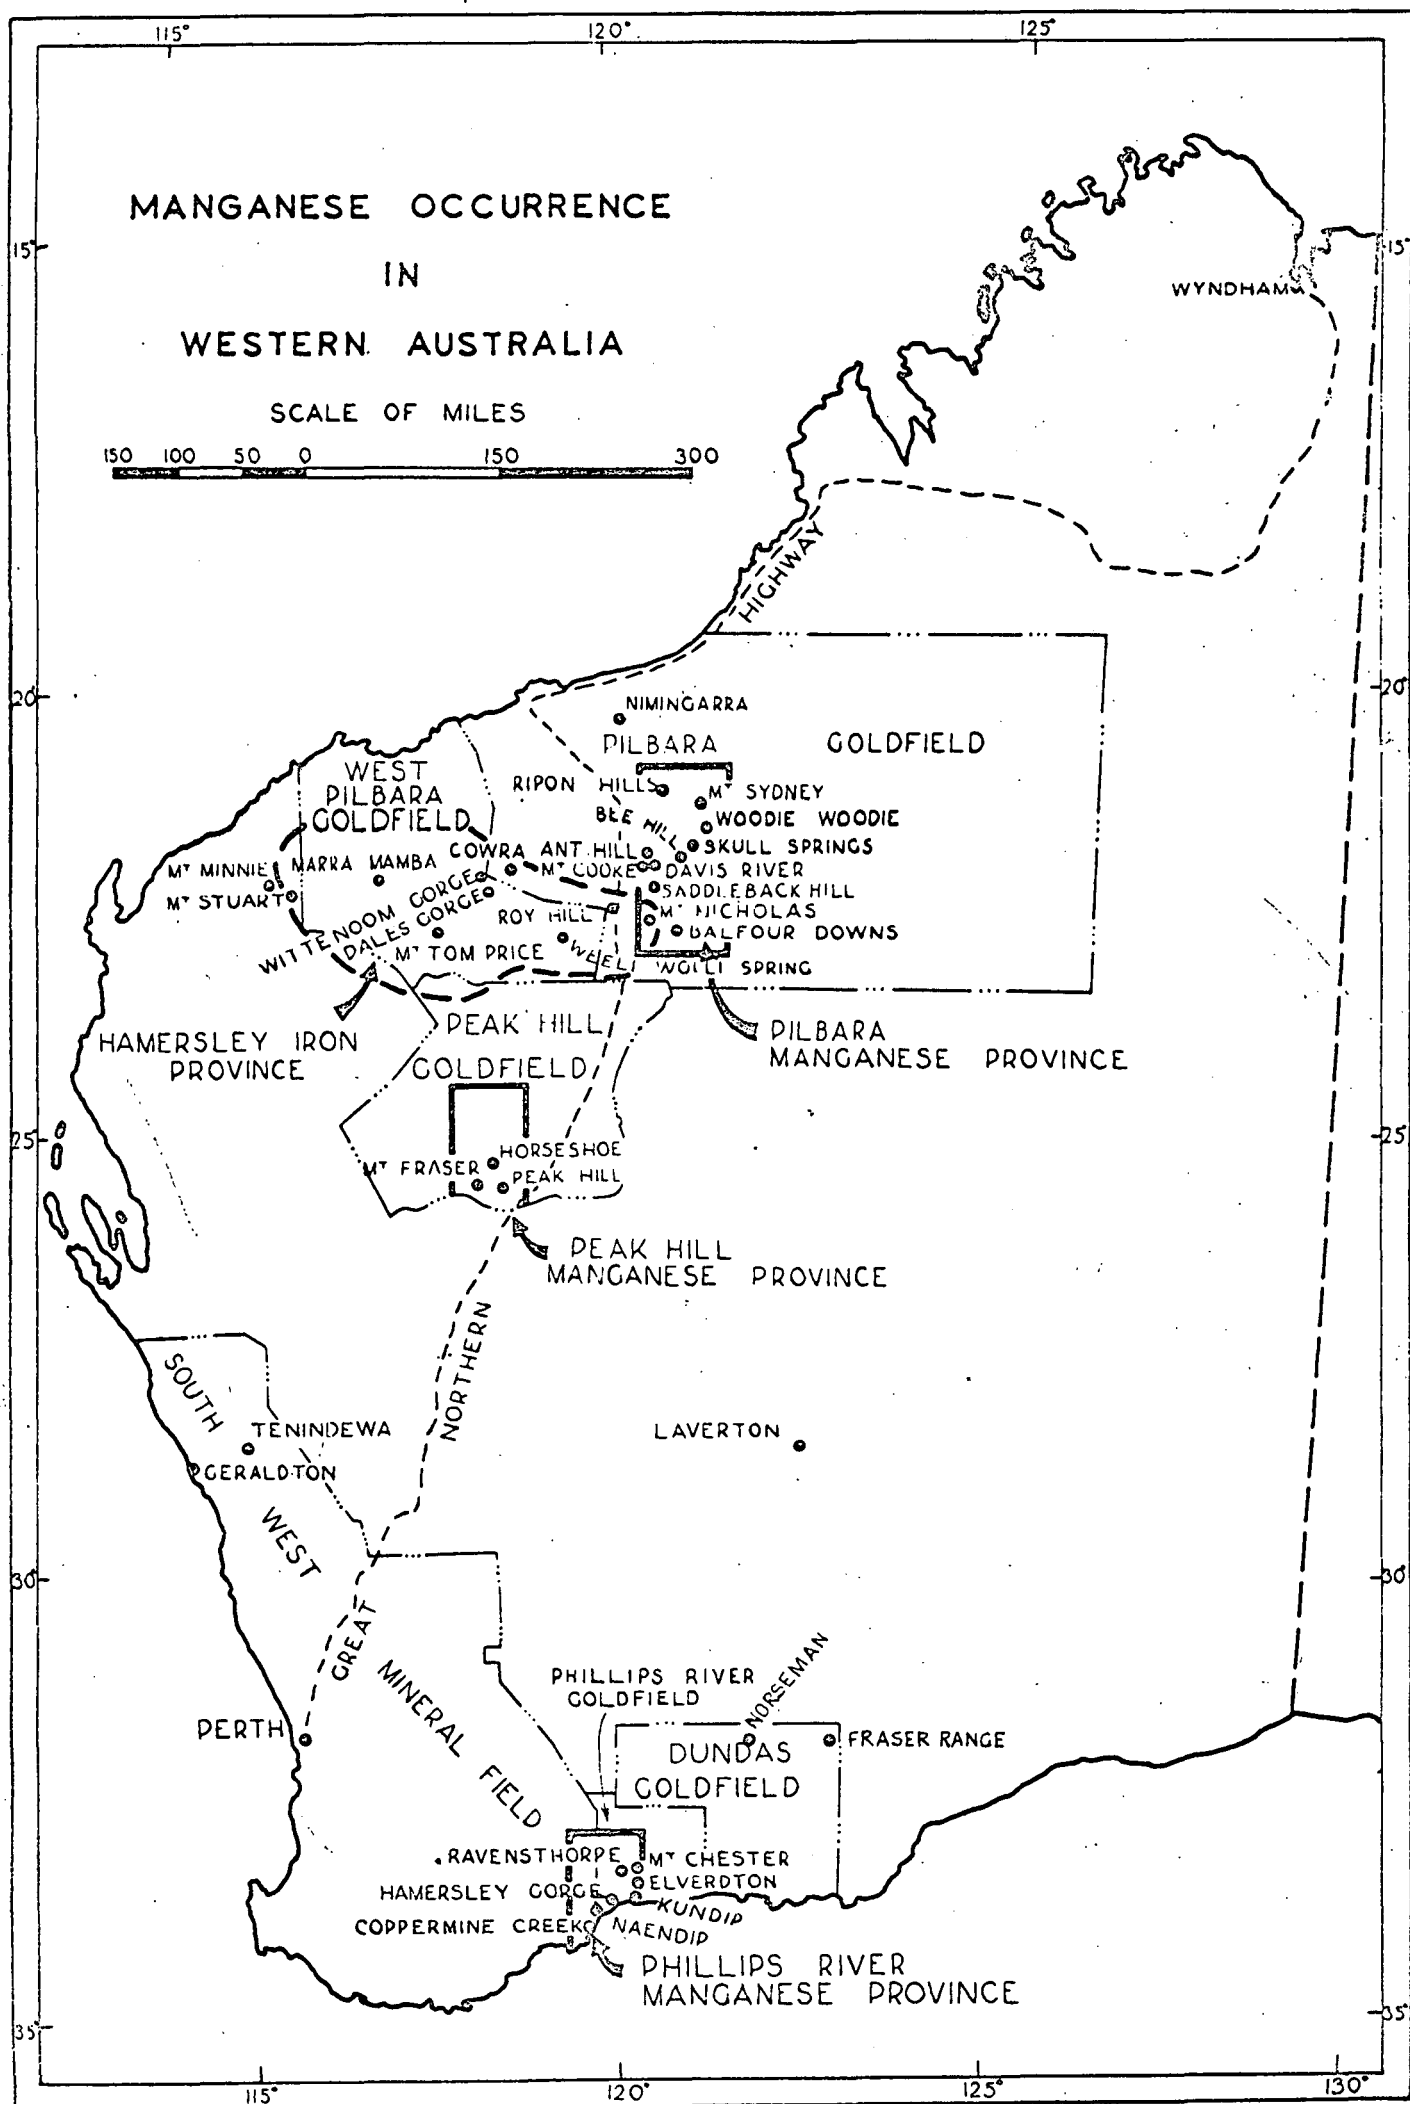 115° 120° 125°
MANGANESE OCCURRENCE
IN
WESTERN AUSTRALIA
SCALE OF MILES
150 100 50 0 150 300
15° 15°
WYNDHAM
HIGHWAY
20° 20°
NIMINGARRA
PILBARA GOLDFIELD
WEST
PILBARA
GOLDFIELD
RIPON HILLS
MT SYDNEY
BEE HILL
WOODIE WOODIE
SKULL SPRINGS
COWRA ANT HILL
MT MINNIE MARRA MAMBA
MT COOKE DAVIS RIVER
MT STUART
SADDLEBACK HILL
WITTENOOM GORGE
DALES GORGE
ROY HILL
MT NICHOLAS
BALFOUR DOWNS
MT TOM PRICE
WEEL
WOLLI SPRING
HAMERSLEY IRON
PROVINCE
PEAK HILL
GOLDFIELD
PILBARA
MANGANESE PROVINCE
25° 25°
HORSESHOE
MT FRASER
PEAK HILL
PEAK HILL
MANGANESE PROVINCE
NORTHERN
SOUTH
TENINDEWA
GERALDTON
LAVERTON
WEST
30° 30°
GREAT
MINERAL FIELD
PERTH
PHILLIPS RIVER
GOLDFIELD
NORSEMAN
FRASER RANGE
DUNDAS
GOLDFIELD
RAVENSTHORPE
MT CHESTER
ELVERDTON
HAMERSLEY GORGE
KUNDIP
COPPERMINE CREEK
NAENDIP
PHILLIPS RIVER
MANGANESE PROVINCE
35° 35°
115° 120° 125° 130°